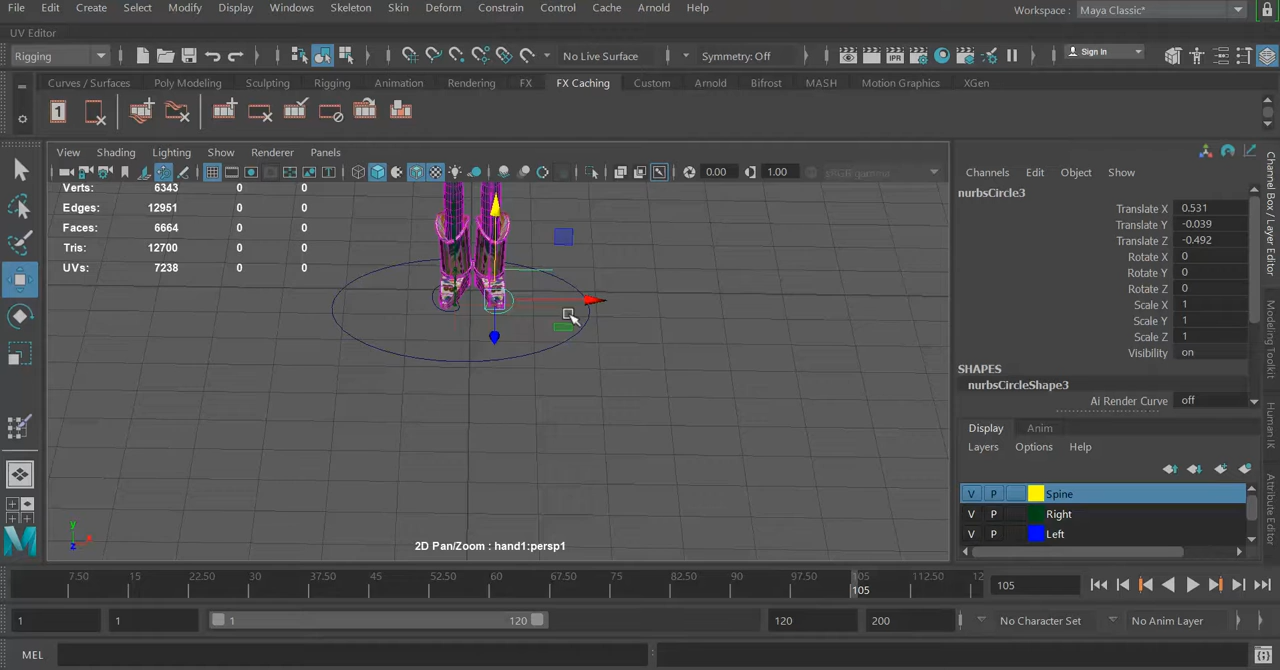 File Edit Create Select Modify Display Windows Skeleton Skin Deform Constrain Control Cache Arnold Help Workspace : Maya Classic*
UV Editor
Rigging No Live Surface Symmetry: Off Sign In
Curves / Surfaces Poly Modeling Sculpting Rigging Animation Rendering FX FX Caching Custom Arnold Bifrost MASH Motion Graphics XGen
View Shading Lighting Show Renderer Panels
0.00 1.00 sRGB gamma
Verts: 6343 0 0
Edges: 12951 0 0
Faces: 6664 0 0
Tris: 12700 0 0
UVs: 7238 0 0
y
z
2D Pan/Zoom : hand1:persp1
Channels Edit Object Show
nurbsCircle3
Translate X 0.531
Translate Y -0.039
Translate Z -0.492
Rotate X 0
Rotate Y 0
Rotate Z 0
Scale X 1
Scale Y 1
Scale Z 1
Visibility on
SHAPES
nurbsCircleShape3
Ai Render Curve off
Display Anim
Layers Options Help
V P Spine
V P Right
V P Left
Channel Box / Layer Editor
Modeling Toolkit
Human IK
Attribute Editor
7.50 15 22.50 30 37.50 45 52.50 60 67.50 75 82.50 90 97.50 105 112.50 12
105
105
1 1 1 120 120 200 No Character Set No Anim Layer
MEL